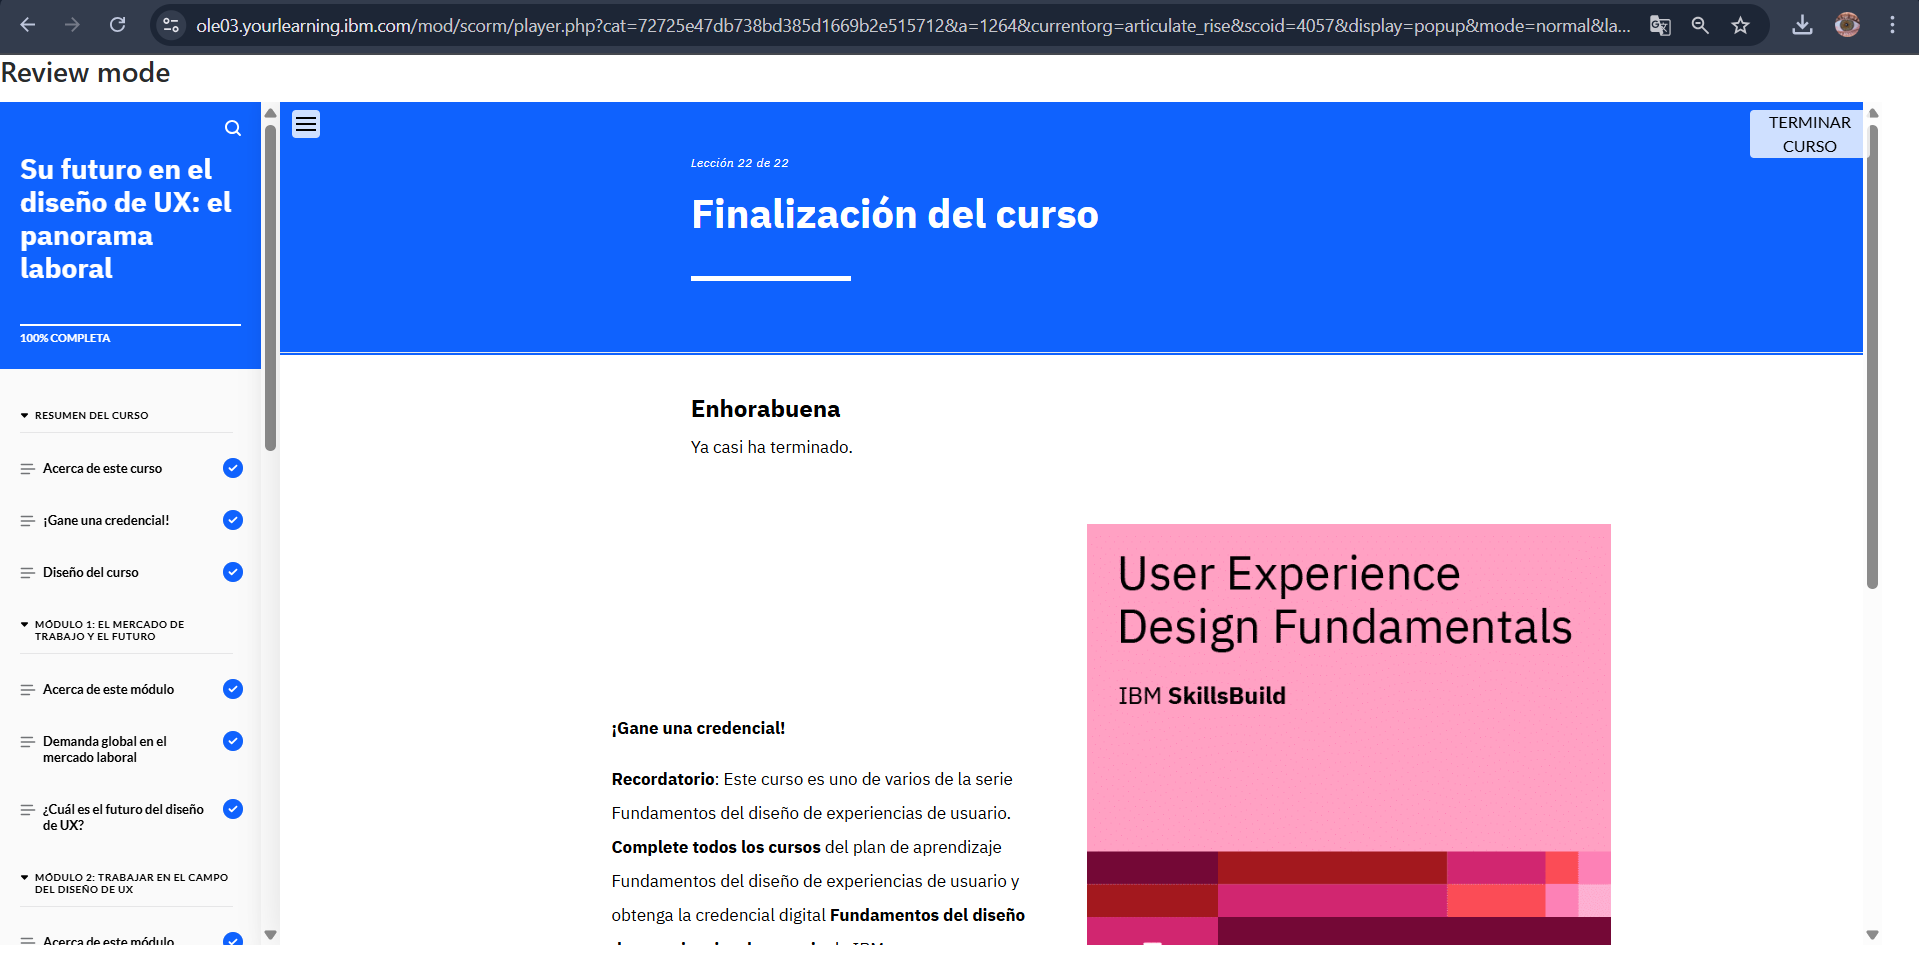 ole03.yourlearning.ibm.com/mod/scorm/player.php?cat=72725e47db738bd385d1669b2e515712&a=1264&currentorg=articulate_rise&scoid=4057&display=popup&mode=normal&la...
Review mode
Su futuro en el
diseño de UX: el
panorama
laboral
100% COMPLETA
RESUMEN DEL CURSO
Acerca de este curso
¡Gane una credencial!
Diseño del curso
MÓDULO 1: EL MERCADO DE
TRABAJO Y EL FUTURO
Acerca de este módulo
Demanda global en el
mercado laboral
¿Cuál es el futuro del diseño
de UX?
MÓDULO 2: TRABAJAR EN EL CAMPO
DEL DISEÑO DE UX
Acerca de este módulo
TERMINAR
CURSO
Lección 22 de 22
Finalización del curso
Enhorabuena
Ya casi ha terminado.
¡Gane una credencial!
Recordatorio: Este curso es uno de varios de la serie
Fundamentos del diseño de experiencias de usuario.
Complete todos los cursos del plan de aprendizaje
Fundamentos del diseño de experiencias de usuario y
obtenga la credencial digital Fundamentos del diseño
User Experience
Design Fundamentals
IBM SkillsBuild